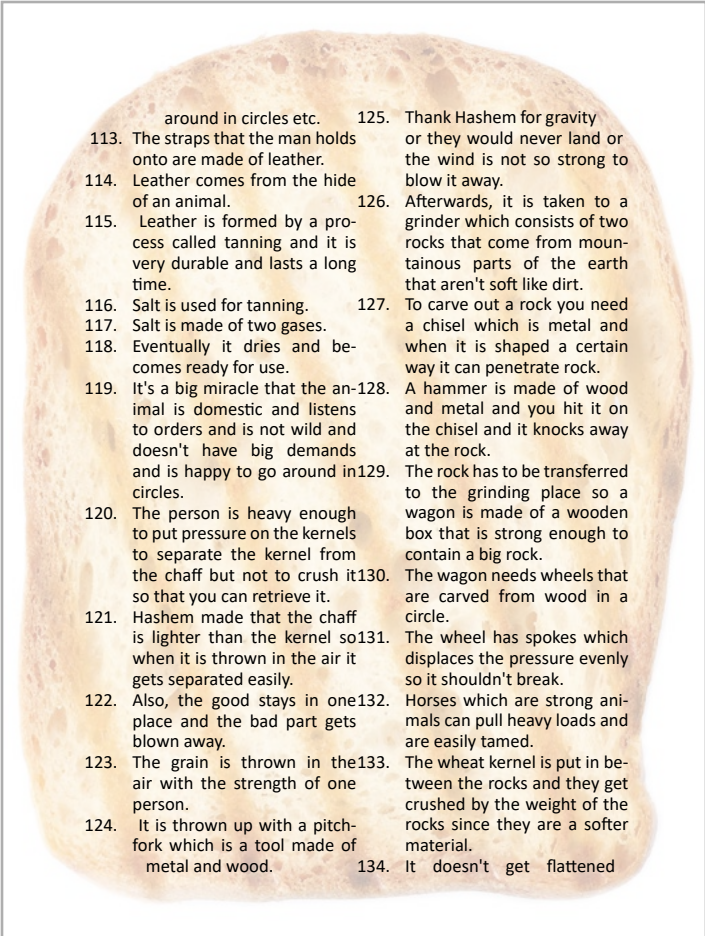 around in circles etc.
113. The straps that the man holds
onto are made of leather.
114. Leather comes from the hide
of an animal.
115. Leather is formed by a pro-
cess called tanning and it is
very durable and lasts a long
time.
116. Salt is used for tanning.
117. Salt is made of two gases.
118. Eventually it dries and be-
comes ready for use.
119. It's a big miracle that the an-
imal is domestic and listens
to orders and is not wild and
doesn't have big demands
and is happy to go around in
circles.
120. The person is heavy enough
to put pressure on the kernels
to separate the kernel from
the chaff but not to crush it
so that you can retrieve it.
121. Hashem made that the chaff
is lighter than the kernel so
when it is thrown in the air it
gets separated easily.
122. Also, the good stays in one
place and the bad part gets
blown away.
123. The grain is thrown in the
air with the strength of one
person.
124. It is thrown up with a pitch-
fork which is a tool made of
metal and wood.
125. Thank Hashem for gravity
or they would never land or
the wind is not so strong to
blow it away.
126. Afterwards, it is taken to a
grinder which consists of two
rocks that come from moun-
tainous parts of the earth
that aren't soft like dirt.
127. To carve out a rock you need
a chisel which is metal and
when it is shaped a certain
way it can penetrate rock.
128. A hammer is made of wood
and metal and you hit it on
the chisel and it knocks away
at the rock.
129. The rock has to be transferred
to the grinding place so a
wagon is made of a wooden
box that is strong enough to
contain a big rock.
130. The wagon needs wheels that
are carved from wood in a
circle.
131. The wheel has spokes which
displaces the pressure evenly
so it shouldn't break.
132. Horses which are strong ani-
mals can pull heavy loads and
are easily tamed.
133. The wheat kernel is put in be-
tween the rocks and they get
crushed by the weight of the
rocks since they are a softer
material.
134. It doesn't get flattened